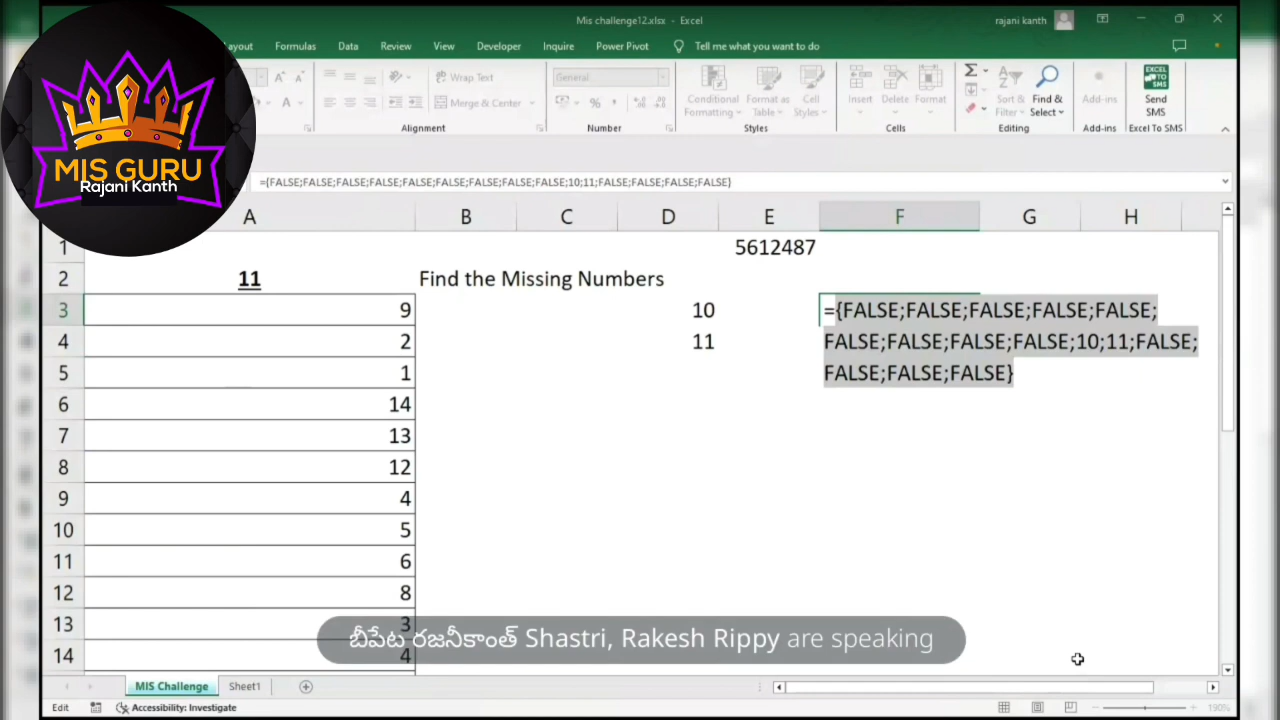 Mis challenge12.xlsx - Excel
rajani kanth
Layout Formulas Data Review View Developer Inquire Power Pivot Tell me what you want to do
Wrap Text General Conditional Formatting Format as Table Cell Styles Insert Delete Format Sort & Filter Find & Select Add-ins Send SMS
Merge & Center
Alignment Number Styles Cells Editing Add-ins Excel To SMS
EXCEL TO SMS
MIS GURU
Rajani Kanth
={FALSE;FALSE;FALSE;FALSE;FALSE;FALSE;FALSE;FALSE;FALSE;10;11;FALSE;FALSE;FALSE;FALSE}
A B C D E F G H
1 5612487
2 11 Find the Missing Numbers
3 9 10 ={FALSE;FALSE;FALSE;FALSE;FALSE;
4 2 11 FALSE;FALSE;FALSE;FALSE;10;11;FALSE;
5 1 FALSE;FALSE;FALSE}
6 14
7 13
8 12
9 4
10 5
11 6
12 8
13 3
బీపేట రజనీకాంత్ Shastri, Rakesh Rippy are speaking
14 4
MIS Challenge Sheet1
Edit Accessibility: Investigate 190%